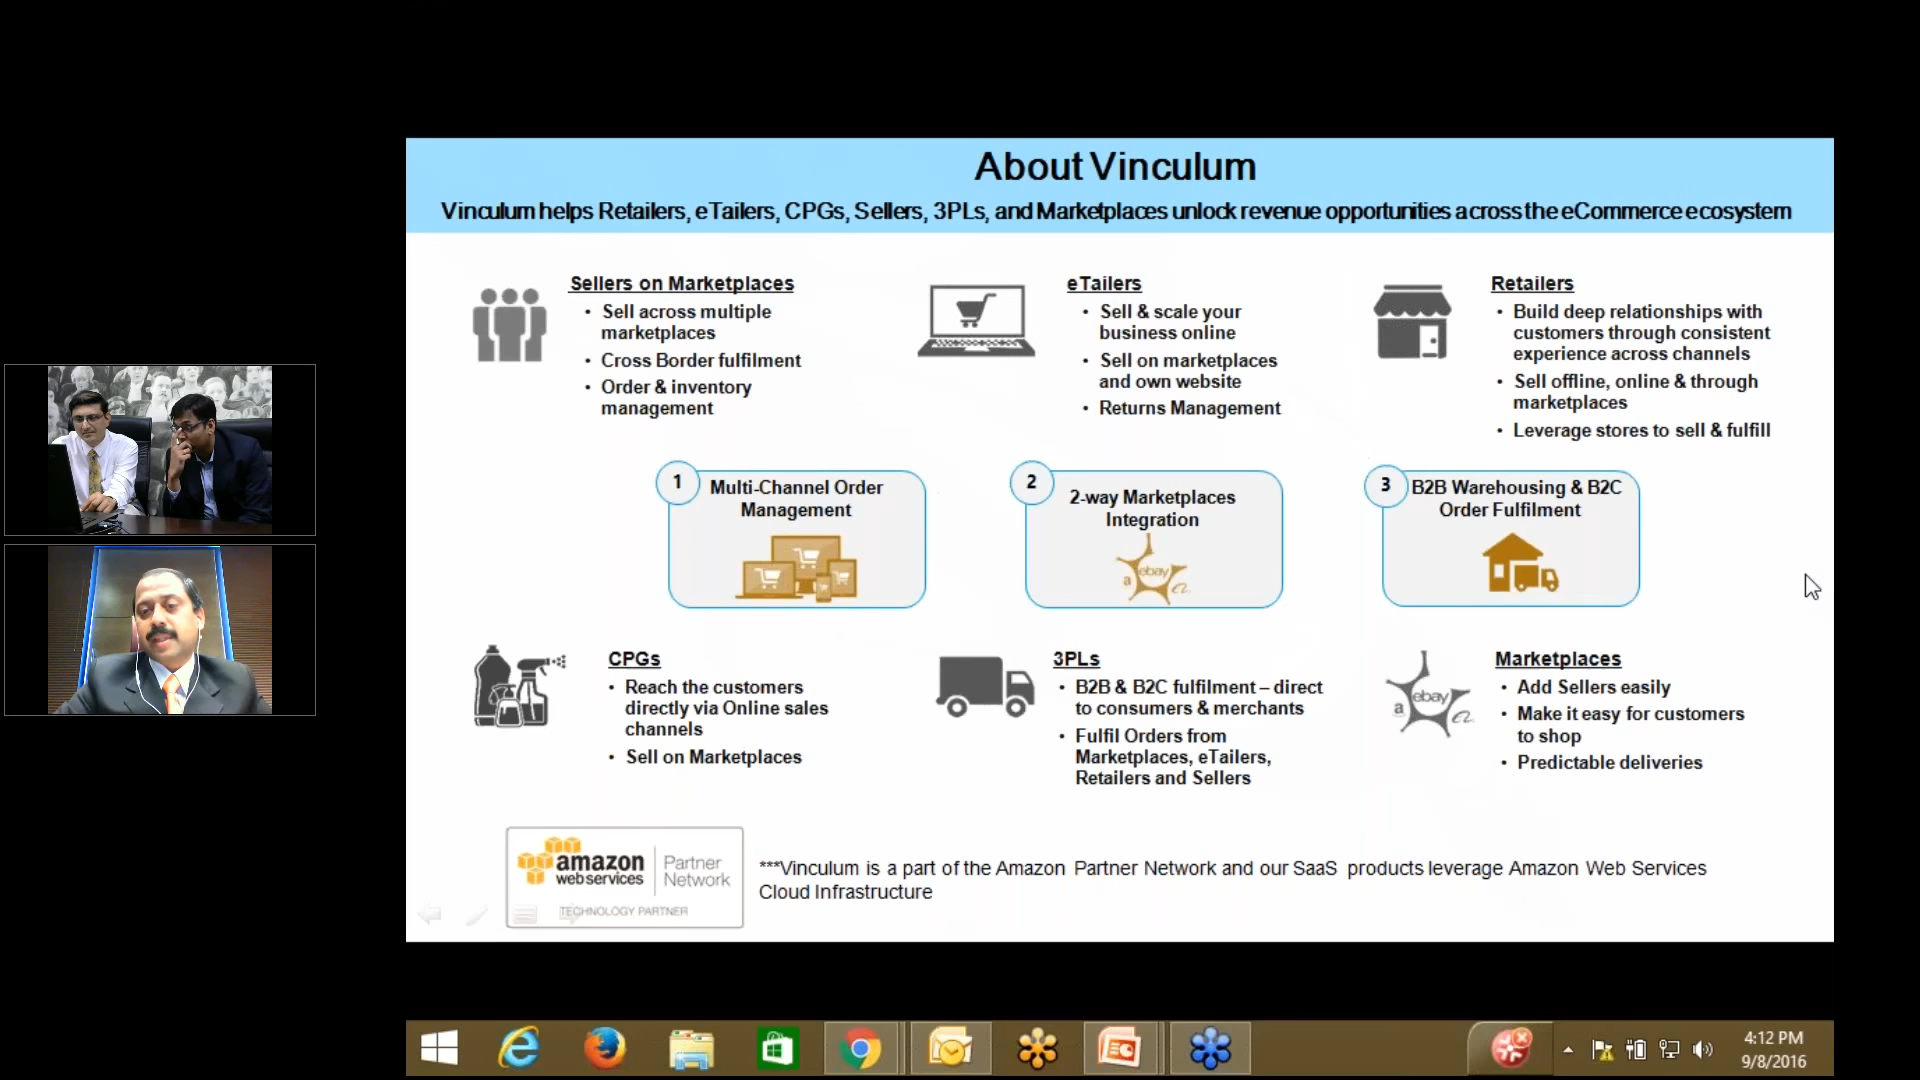 About Vinculum
Vinculum helps Retailers, eTailers, CPGs, Sellers, 3PLs, and Marketplaces unlock revenue opportunities across the eCommerce ecosystem
Sellers on Marketplaces
• Sell across multiple
marketplaces
• Cross Border fulfilment
• Order & inventory
management
eTailers
• Sell & scale your
business online
• Sell on marketplaces
and own website
• Returns Management
Retailers
• Build deep relationships with
customers through consistent
experience across channels
• Sell offline, online & through
marketplaces
• Leverage stores to sell & fulfill
1
Multi-Channel Order
Management
2
2-way Marketplaces
Integration
ebay
a
3
B2B Warehousing & B2C
Order Fulfilment
CPGs
• Reach the customers
directly via Online sales
channels
• Sell on Marketplaces
3PLs
• B2B & B2C fulfilment – direct
to consumers & merchants
• Fulfil Orders from
Marketplaces, eTailers,
Retailers and Sellers
ebay
a
Marketplaces
• Add Sellers easily
• Make it easy for customers
to shop
• Predictable deliveries
amazon
web services
Partner
Network
TECHNOLOGY PARTNER
***Vinculum is a part of the Amazon Partner Network and our SaaS products leverage Amazon Web Services
Cloud Infrastructure
4:12 PM
9/8/2016